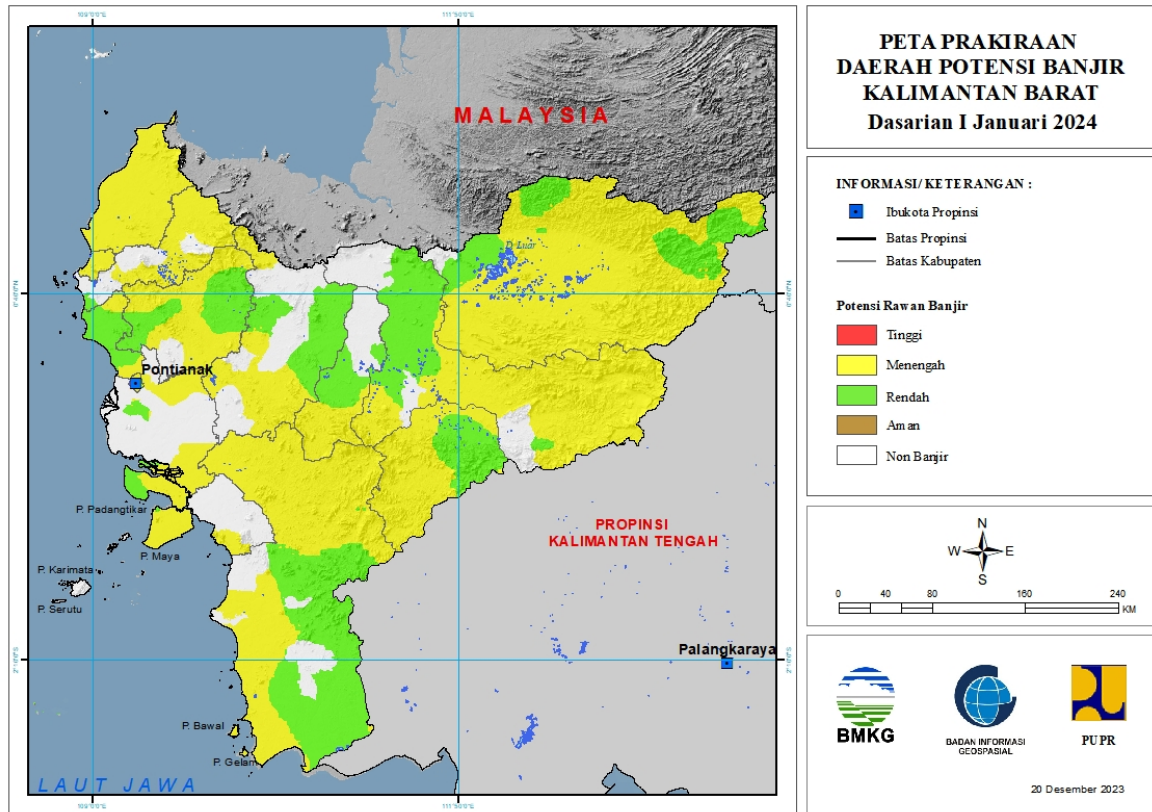 PETA PRAKIRAAN
DAERAH POTENSI BANJIR
KALIMANTAN BARAT
Dasarian I Januari 2024
INFORMASI/ KETERANGAN :
Ibukota Propinsi
Batas Propinsi
Batas Kabupaten
Potensi Rawan Banjir
Tinggi
Menengah
Rendah
Aman
Non Banjir
N
W E
S
0 40 80 160 240
KM
BMKG
BADAN INFORMASI
GEOSPASIAL
PUPR
20 Desember 2023
MALAYSIA
D. Luar
Pontianak
P. Padangtikar
P. Maya
P. Karimata
P. Serutu
PROPINSI
KALIMANTAN TENGAH
Palangkaraya
P. Bawal
P. Gelam
LAUT JAWA